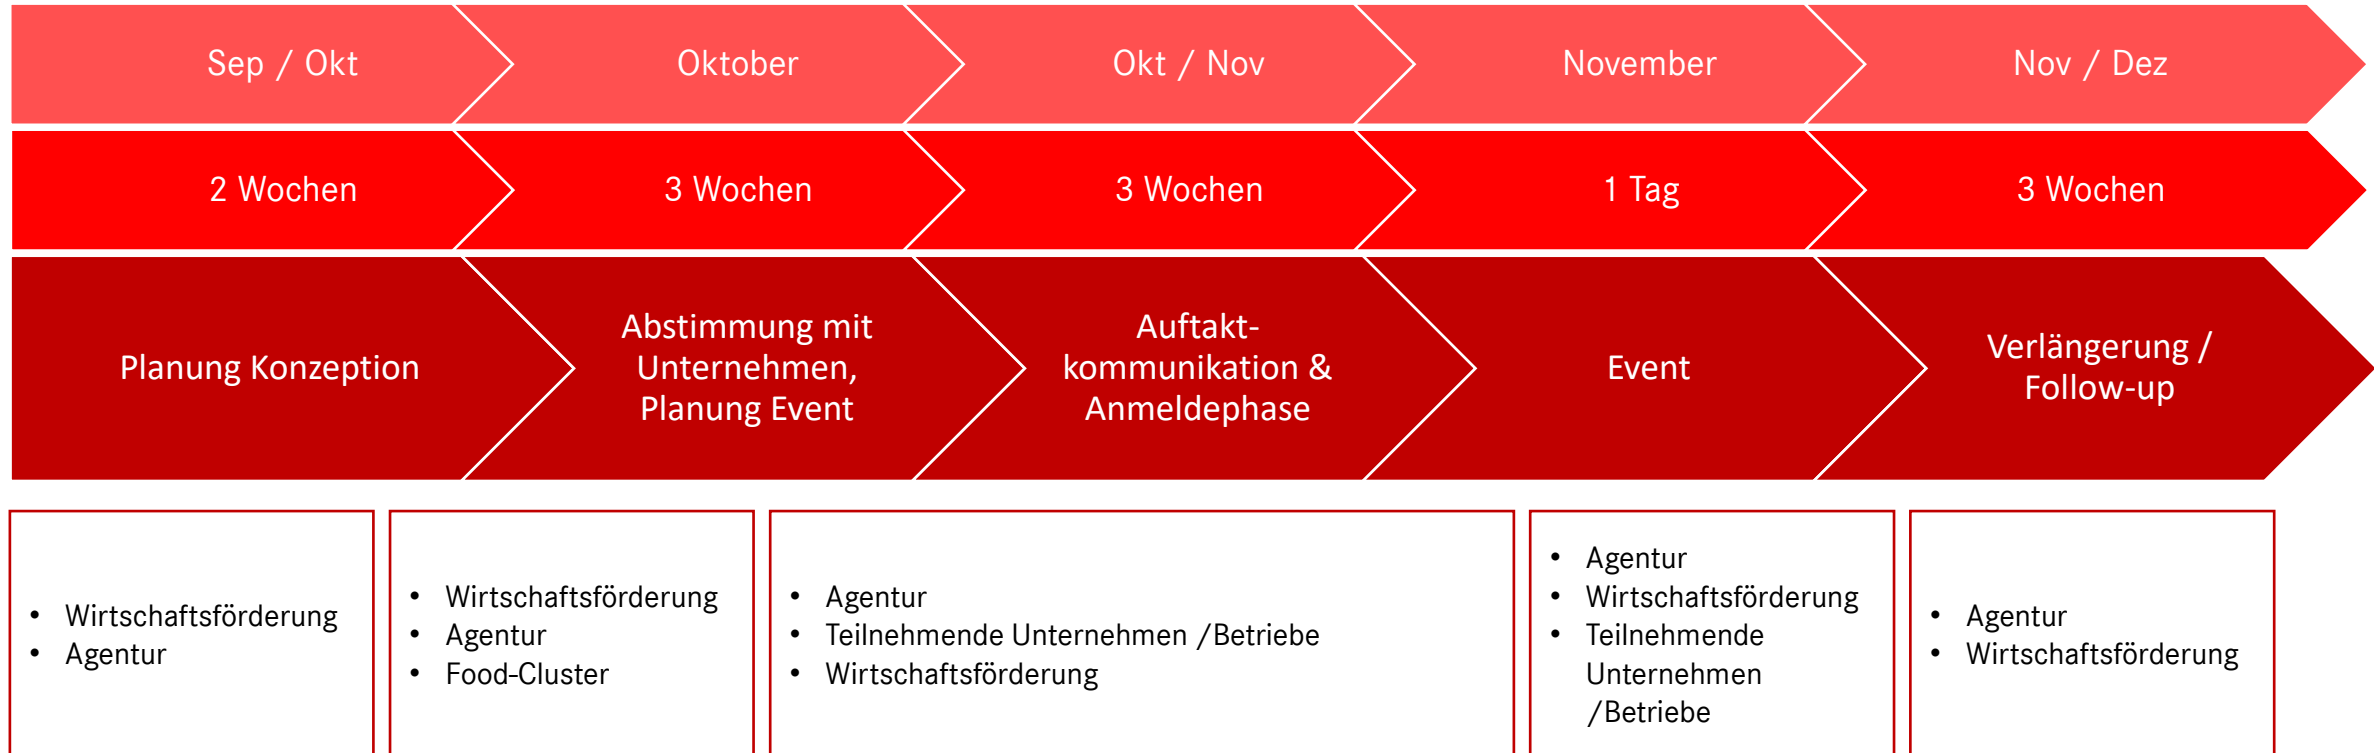 Sep / Okt
Oktober
Okt / Nov
November
Nov / Dez
2 Wochen
3 Wochen
3 Wochen
1 Tag
3 Wochen
Planung Konzeption
Abstimmung mit
Unternehmen,
Planung Event
Auftakt-
kommunikation &
Anmeldephase
Event
Verlängerung /
Follow-up
• Wirtschaftsförderung
• Agentur
• Wirtschaftsförderung
• Agentur
• Food-Cluster
• Agentur
• Teilnehmende Unternehmen /Betriebe
• Wirtschaftsförderung
• Agentur
• Wirtschaftsförderung
• Teilnehmende
Unternehmen
/Betriebe
• Agentur
• Wirtschaftsförderung